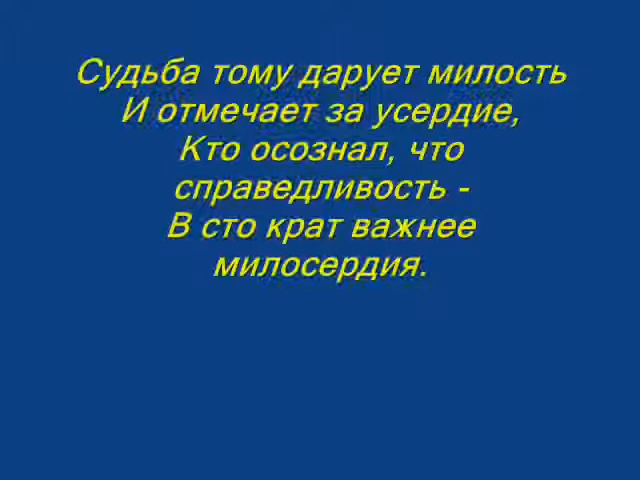 Судьба тому дарует милость
И отмечает за усердие,
Кто осознал, что
справедливость -
В сто крат важнее
милосердия.